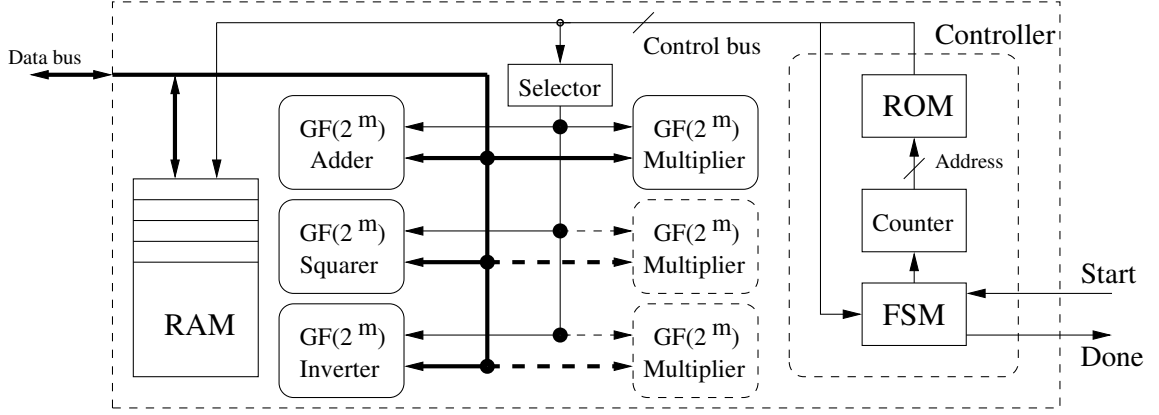 Control bus
Controller
Data bus
Selector
ROM
GF(2^m)
Adder
GF(2^m)
Multiplier
Address
Counter
GF(2^m)
Squarer
GF(2^m)
Multiplier
Start
RAM
FSM
GF(2^m)
Inverter
GF(2^m)
Multiplier
Done